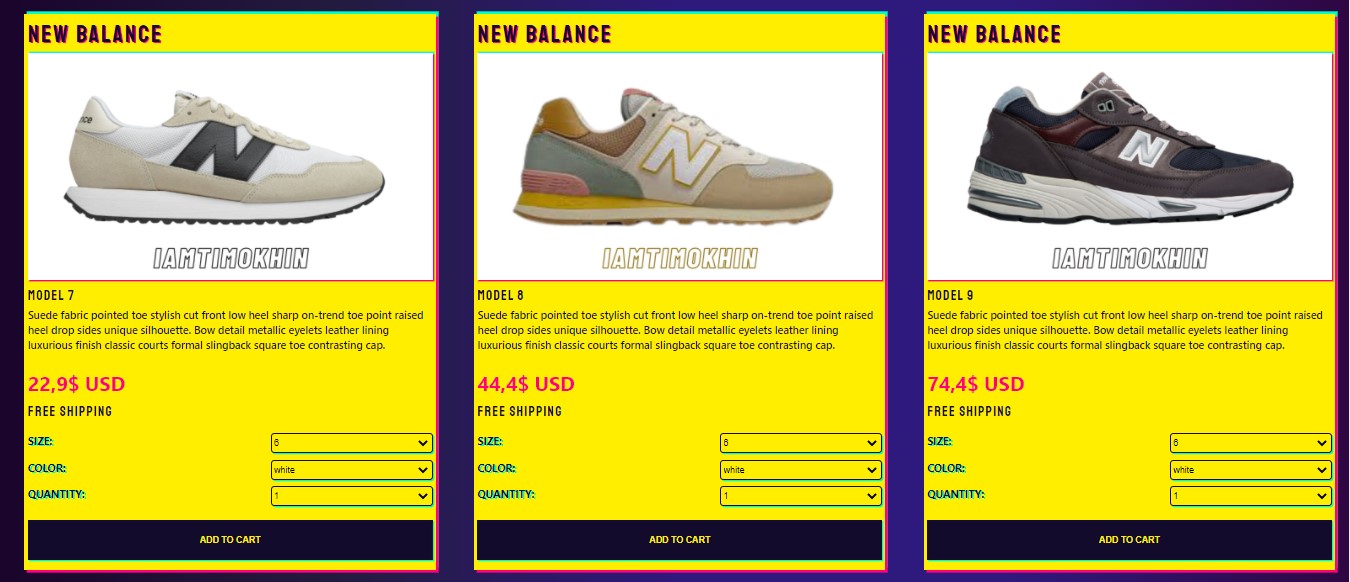 NEW BALANCE
nce
N
IAMTIMOKHIN
MODEL 7
Suede fabric pointed toe stylish cut front low heel sharp on-trend toe point raised
heel drop sides unique silhouette. Bow detail metallic eyelets leather lining
luxurious finish classic courts formal slingback square toe contrasting cap.
22,9$ USD
FREE SHIPPING
SIZE: 6
COLOR: white
QUANTITY: 1
ADD TO CART
NEW BALANCE
N
IAMTIMOKHIN
MODEL 8
Suede fabric pointed toe stylish cut front low heel sharp on-trend toe point raised
heel drop sides unique silhouette. Bow detail metallic eyelets leather lining
luxurious finish classic courts formal slingback square toe contrasting cap.
44,4$ USD
FREE SHIPPING
SIZE: 6
COLOR: white
QUANTITY: 1
ADD TO CART
NEW BALANCE
N
IAMTIMOKHIN
MODEL 9
Suede fabric pointed toe stylish cut front low heel sharp on-trend toe point raised
heel drop sides unique silhouette. Bow detail metallic eyelets leather lining
luxurious finish classic courts formal slingback square toe contrasting cap.
74,4$ USD
FREE SHIPPING
SIZE: 6
COLOR: white
QUANTITY: 1
ADD TO CART